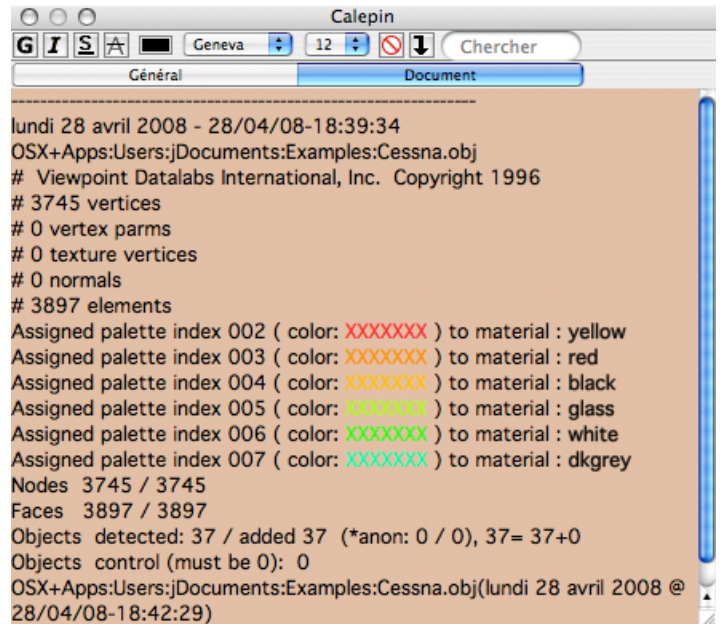 Calepin
G I S A Geneva 12 Chercher
Général Document
--------------------------------------------------------------------
lundi 28 avril 2008 - 28/04/08-18:39:34
OSX+Apps:Users:jDocuments:Examples:Cessna.obj
# Viewpoint Datalabs International, Inc. Copyright 1996
# 3745 vertices
# 0 vertex parms
# 0 texture vertices
# 0 normals
# 3897 elements
Assigned palette index 002 ( color: XXXXXXX ) to material : yellow
Assigned palette index 003 ( color: XXXXXXX ) to material : red
Assigned palette index 004 ( color: XXXXXXX ) to material : black
Assigned palette index 005 ( color: XXXXXXX ) to material : glass
Assigned palette index 006 ( color: XXXXXXX ) to material : white
Assigned palette index 007 ( color: XXXXXXX ) to material : dkgrey
Nodes 3745 / 3745
Faces 3897 / 3897
Objects detected: 37 / added 37 (*anon: 0 / 0), 37= 37+0
Objects control (must be 0): 0
OSX+Apps:Users:jDocuments:Examples:Cessna.obj(lundi 28 avril 2008 @
28/04/08-18:42:29)